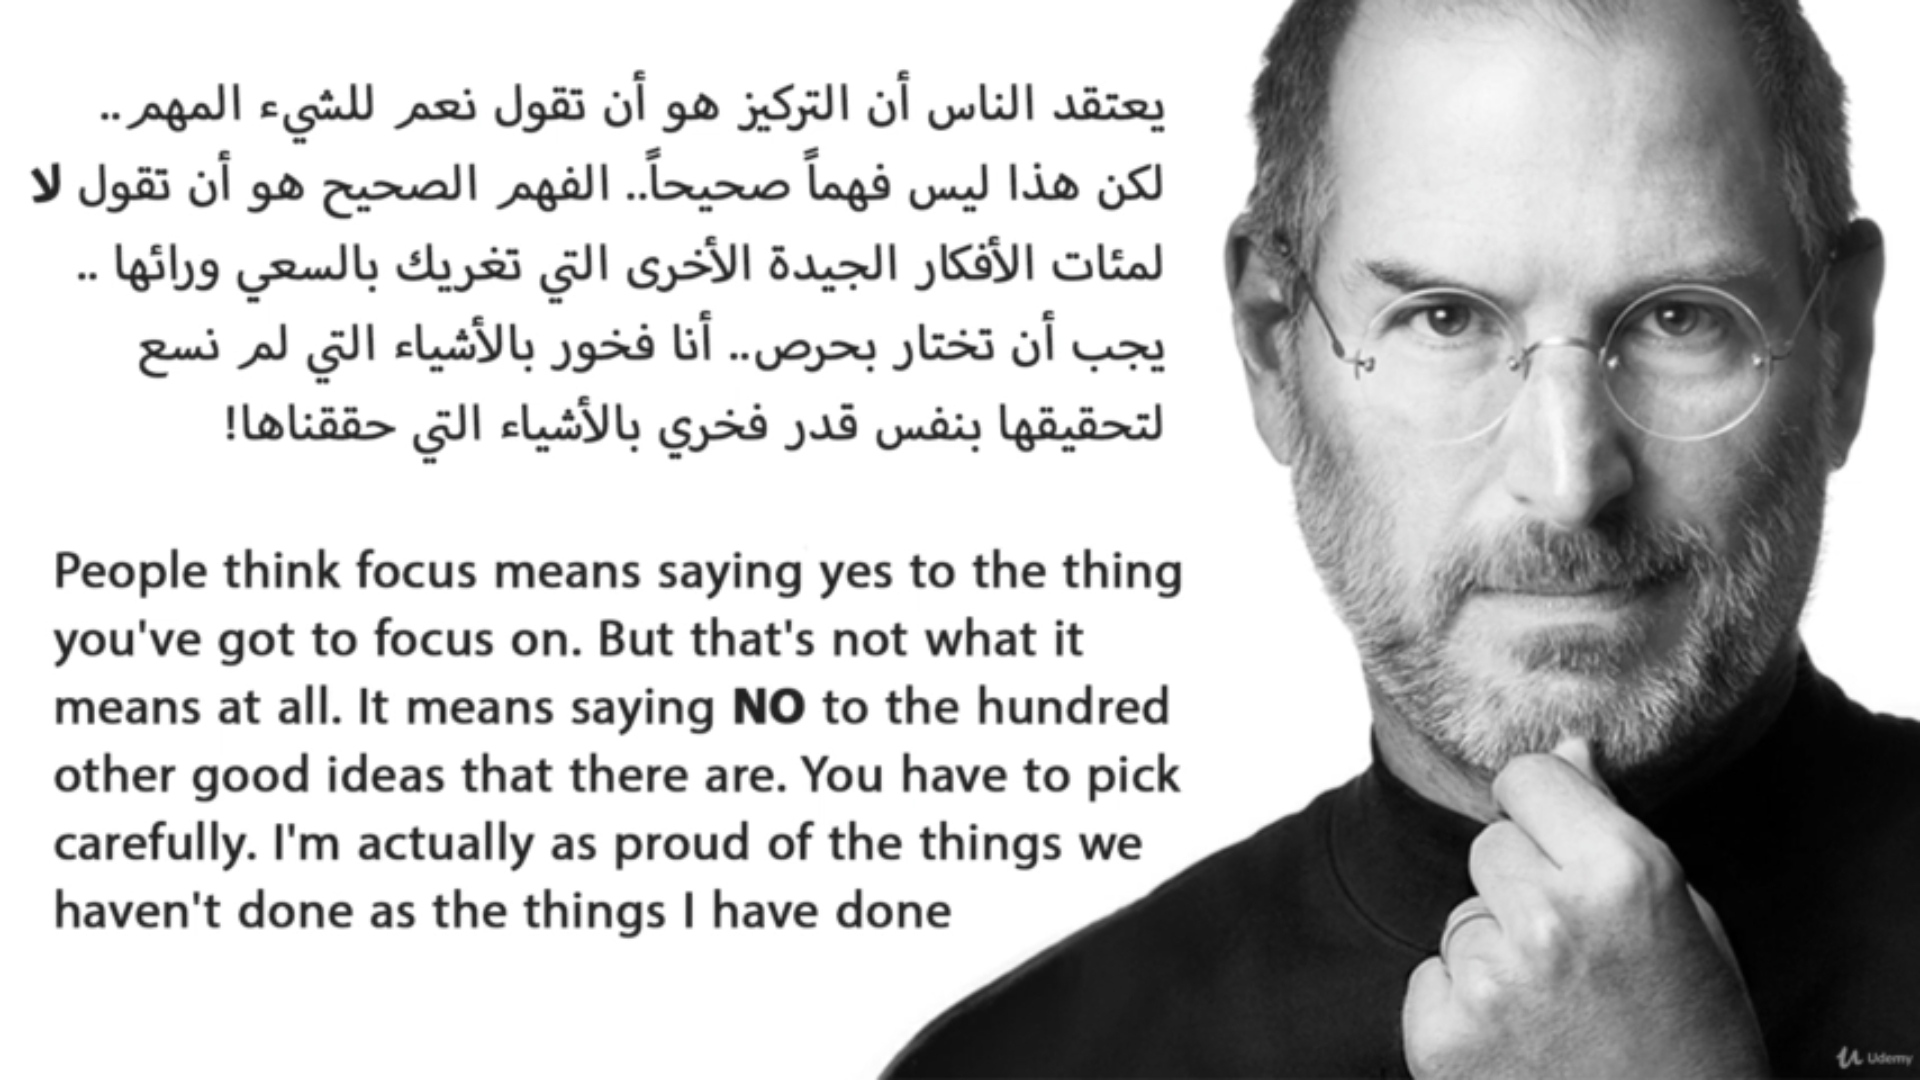 يعتقد الناس أن التركيز هو أن تقول نعم للشيء المهم..
لكن هذا ليس فهماً صحيحاً.. الفهم الصحيح هو أن تقول لا
لمئات الأفكار الجيدة الأخرى التي تغريك بالسعي ورائها ..
يجب أن تختار بحرص.. أنا فخور بالأشياء التي لم نسع
لتحقيقها بنفس قدر فخري بالأشياء التي حققناها!
People think focus means saying yes to the thing
you've got to focus on. But that's not what it
means at all. It means saying NO to the hundred
other good ideas that there are. You have to pick
carefully. I'm actually as proud of the things we
haven't done as the things I have done
Udemy